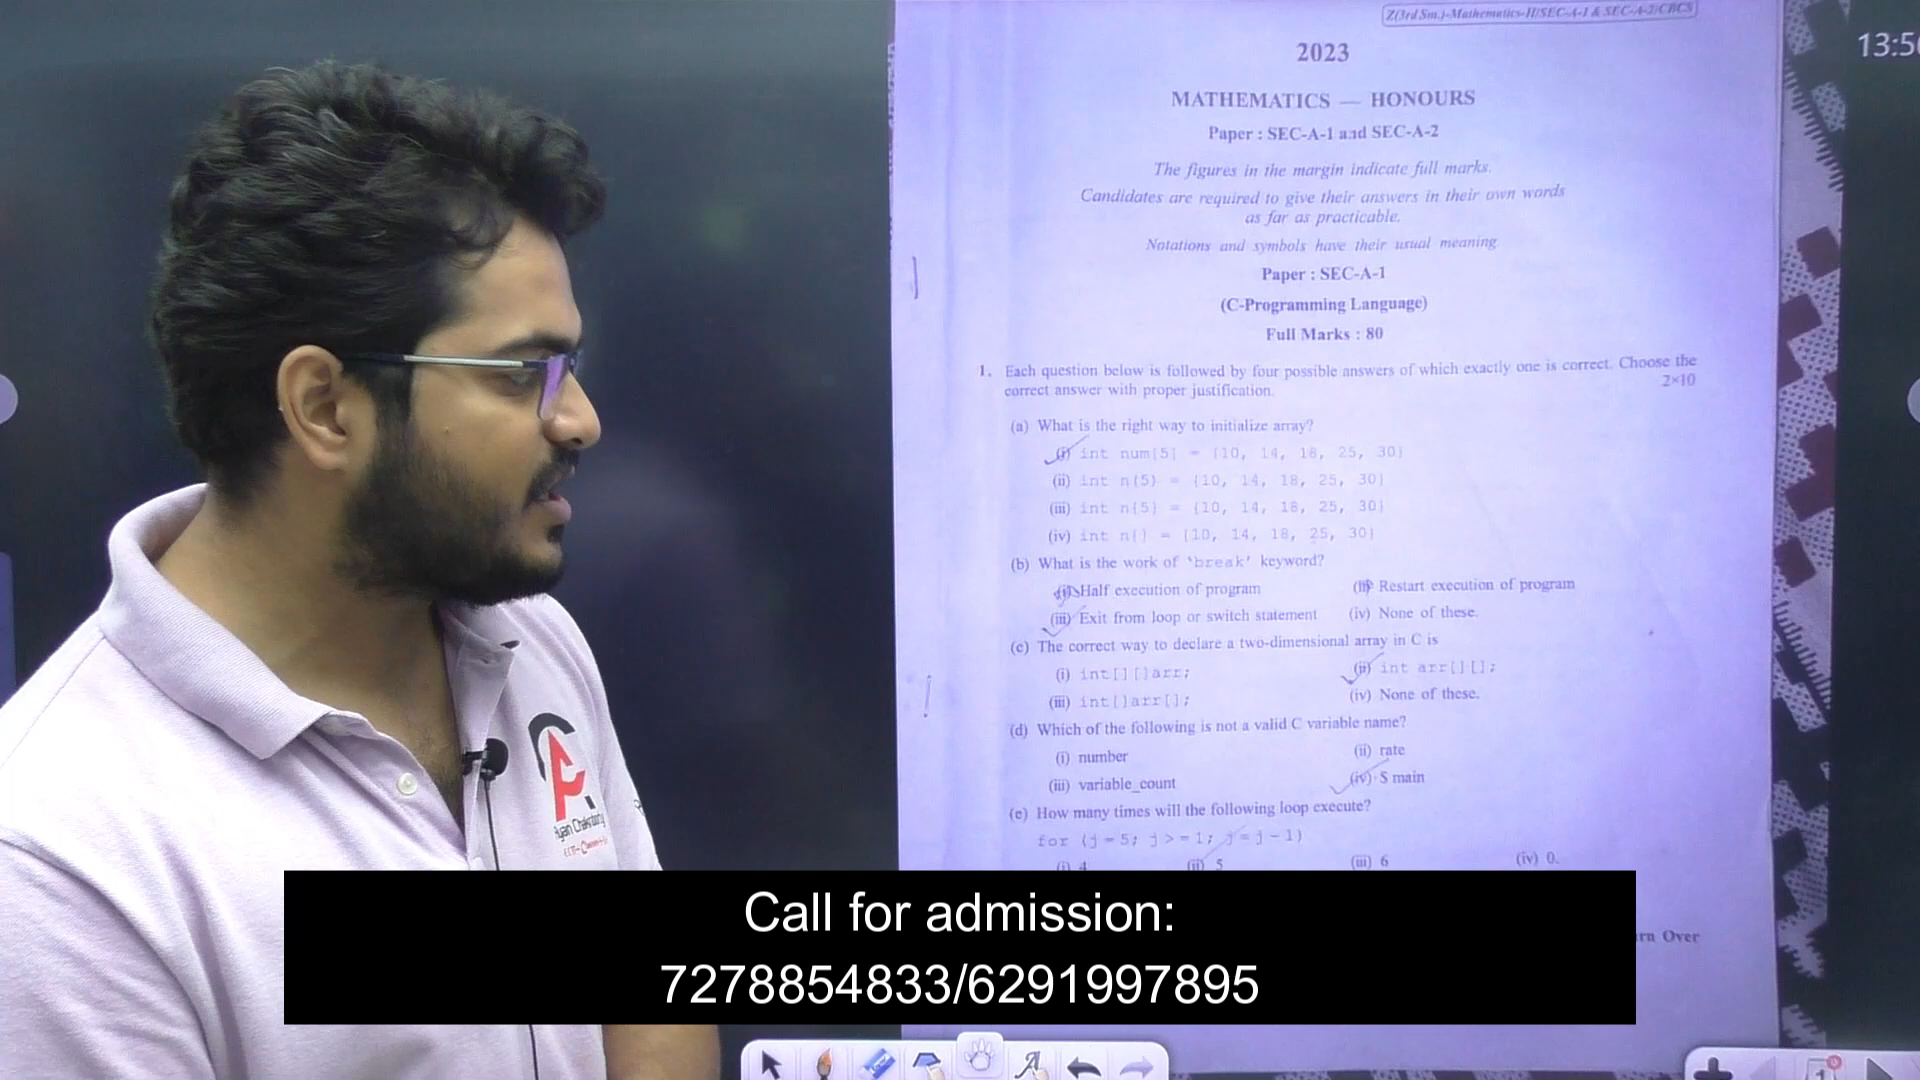 Z(3rd Sm.)-Mathematics-H/SEC-A-1 & SEC-A-2/CBCS
13:50
2023
MATHEMATICS — HONOURS
Paper : SEC-A-1 and SEC-A-2
The figures in the margin indicate full marks.
Candidates are required to give their answers in their own words
as far as practicable.
Notations and symbols have their usual meaning
Paper : SEC-A-1
(C-Programming Language)
Full Marks : 80
1. Each question below is followed by four possible answers of which exactly one is correct. Choose the
correct answer with proper justification. 2×10
(a) What is the right way to initialize array?
(i) int num[5] = {10, 14, 18, 25, 30}
(ii) int n(5) = {10, 14, 18, 25, 30}
(iii) int n{5} = {10, 14, 18, 25, 30}
(iv) int n() = {10, 14, 18, 25, 30}
(b) What is the work of 'break' keyword?
(i) Half execution of program (ii) Restart execution of program
(iii) Exit from loop or switch statement (iv) None of these.
(c) The correct way to declare a two-dimensional array in C is
(i) int[][]arr; (ii) int arr[][];
(iii) int[]arr[]; (iv) None of these.
(d) Which of the following is not a valid C variable name?
(i) number (ii) rate
(iii) variable_count (iv) S main
(e) How many times will the following loop execute?
for (j=5; j>=1; j=j-1)
(i) 4 (ii) 5 (iii) 6 (iv) 0.
rn Over
Ayan Chakraborty
Call for admission:
7278854833/6291997895